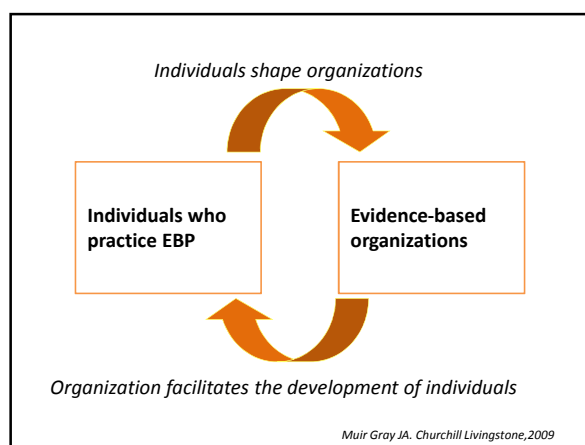 Individuals shape organizations
Individuals who
practice EBP
Evidence-based
organizations
Organization facilitates the development of individuals
Muir Gray JA. Churchill Livingstone,2009